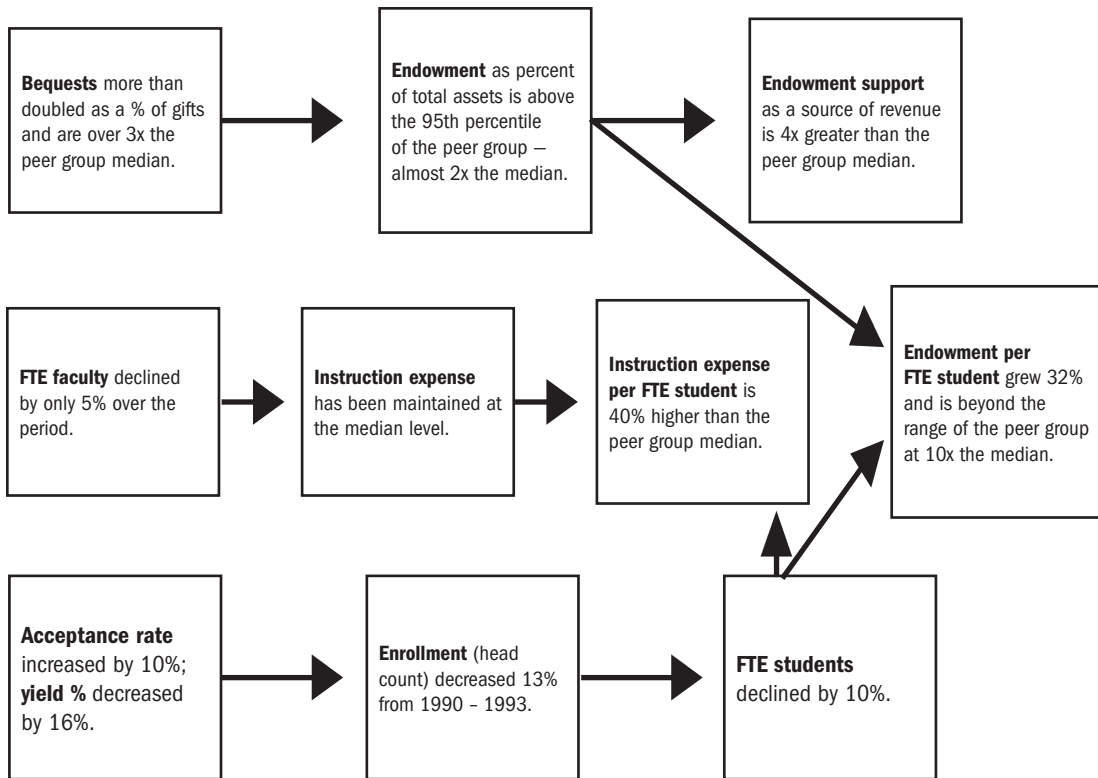 Bequests more than
doubled as a % of gifts
and are over 3x the
peer group median.
Endowment as percent
of total assets is above
the 95th percentile
of the peer group —
almost 2x the median.
Endowment support
as a source of revenue
is 4x greater than the
peer group median.
FTE faculty declined
by only 5% over the
period.
Instruction expense
has been maintained at
the median level.
Instruction expense
per FTE student is
40% higher than the
peer group median.
Endowment per
FTE student grew 32%
and is beyond the
range of the peer group
at 10x the median.
Acceptance rate
increased by 10%;
yield % decreased
by 16%.
Enrollment (head
count) decreased 13%
from 1990 – 1993.
FTE students
declined by 10%.